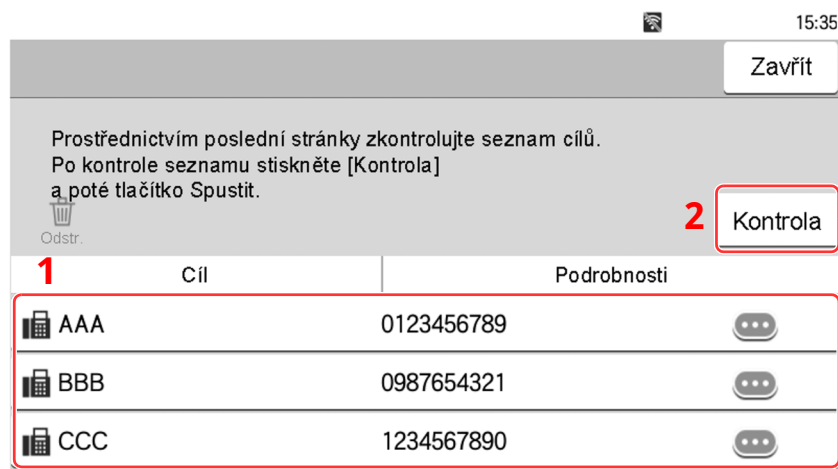 15:35
Zavřít
Prostřednictvím poslední stránky zkontrolujte seznam cílů.
Po kontrole seznamu stiskněte [Kontrola]
a poté tlačítko Spustit.
Odstr.
2 Kontrola
1 Cíl Podrobnosti
AAA 0123456789
BBB 0987654321
CCC 1234567890